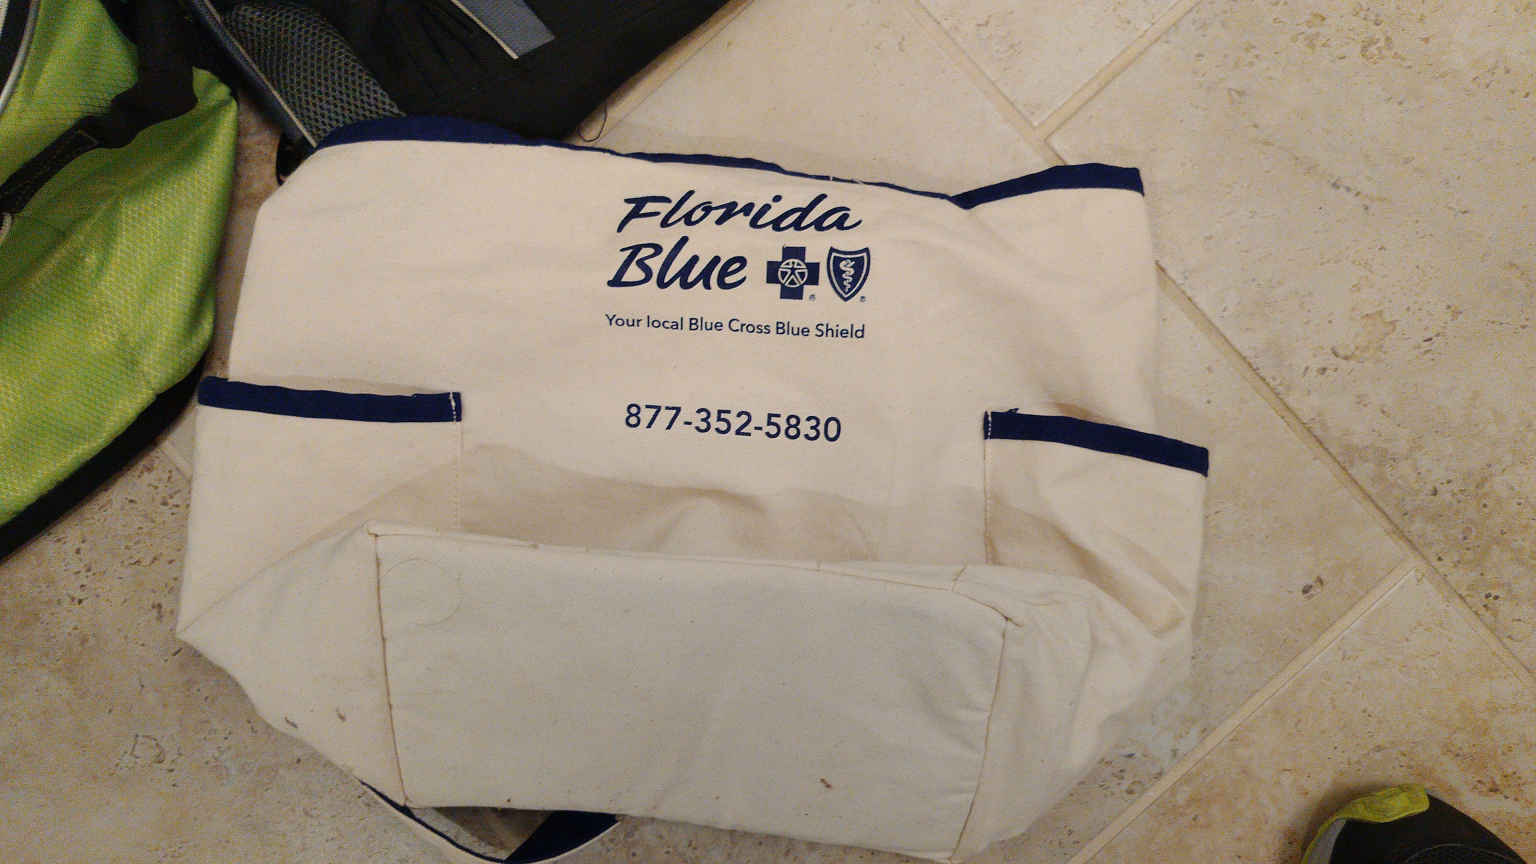 Florida
Blue ® ®
Your local Blue Cross Blue Shield
877-352-5830